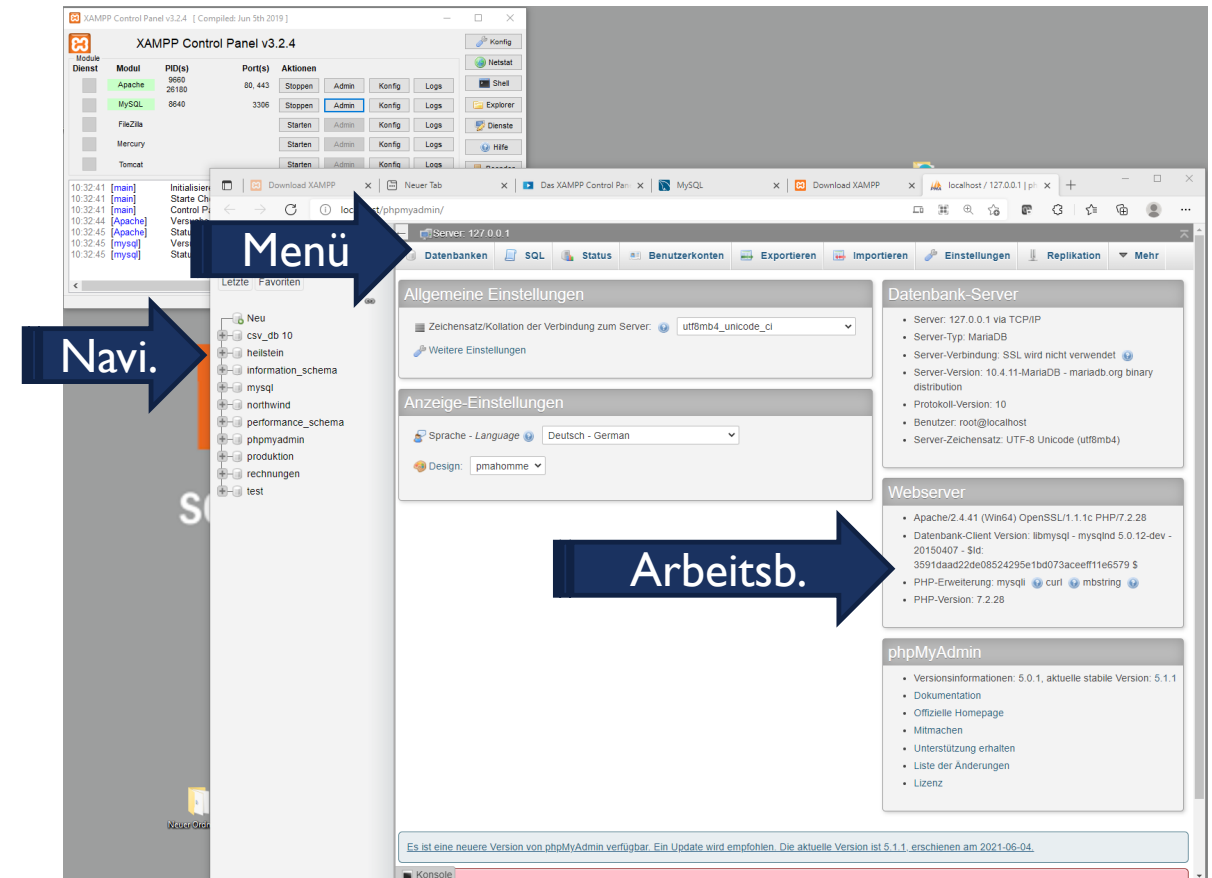 XAMPP Control Panel v3.2.4 [ Compiled: Jun 5th 2019 ]
XAMPP Control Panel v3.2.4
Konfig
Netstat
Shell
Explorer
Dienste
Hilfe
Module
Dienst Modul PID(s) Port(s) Aktionen
Apache 9660 26180 80, 443 Stoppen Admin Konfig Logs
MySQL 8640 3306 Stoppen Admin Konfig Logs
FileZilla Starten Admin Konfig Logs
Mercury Starten Admin Konfig Logs
Tomcat Starten Admin Konfig Logs
10:32:41 [main]
10:32:41 [main] Starte
10:32:41 [main] Control
10:32:44 [Apache]
10:32:45 [Apache]
10:32:45 [mysql]
10:32:45 [mysql]
Download XAMPP
Neuer Tab
Das XAMPP Control
MySQL
Download XAMPP
localhost / 127.0.0.1 |
/phpmyadmin/
Menü
Navi.
Arbeitsb.
Server: 127.0.0.1
Datenbanken SQL Status Benutzerkonten Exportieren Importieren Einstellungen Replikation Mehr
Letzte Favoriten
Neu
csv_db 10
heilstein
information_schema
mysql
northwind
performance_schema
phpmyadmin
produktion
rechnungen
test
Allgemeine Einstellungen
Zeichensatz/Kollation der Verbindung zum Server: utf8mb4_unicode_ci
Weitere Einstellungen
Anzeige-Einstellungen
Sprache - Language Deutsch - German
Design: pmahomme
Datenbank-Server
Server: 127.0.0.1 via TCP/IP
Server-Typ: MariaDB
Server-Verbindung: SSL wird nicht verwendet
Server-Version: 10.4.11-MariaDB - mariadb.org binary
distribution
Protokoll-Version: 10
Benutzer: root@localhost
Server-Zeichensatz: UTF-8 Unicode (utf8mb4)
Webserver
Apache/2.4.41 (Win64) OpenSSL/1.1.1c PHP/7.2.28
Datenbank-Client Version: libmysql - mysqlnd 5.0.12-dev -
20150407 - $Id:
3591daad22de08524295e1bd073aceeff11e6579 $
PHP-Erweiterung: mysqli curl mbstring
PHP-Version: 7.2.28
phpMyAdmin
Versionsinformationen: 5.0.1, aktuelle stabile Version: 5.1.1
Dokumentation
Offizielle Homepage
Mitmachen
Unterstützung erhalten
Liste der Änderungen
Lizenz
Es ist eine neuere Version von phpMyAdmin verfügbar. Ein Update wird empfohlen. Die aktuelle Version ist 5.1.1, erschienen am 2021-06-04.
Konsole
Neuer